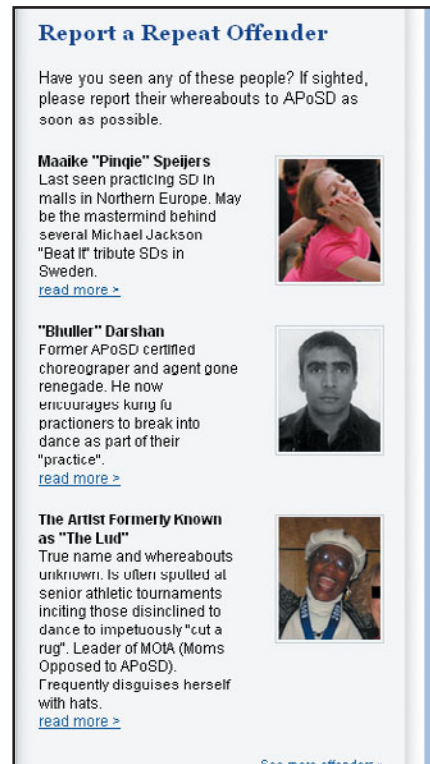 Report a Repeat Offender
Have you seen any of these people? If sighted,
please report their whereabouts to APoSD as
soon as possible.
Maaike "Pinqie" Speijers
Last seen practicing SD in
malls in Northern Europe. May
be the mastermind behind
several Michael Jackson
"Beat It" tribute SDs in
Sweden.
read more >
"Bhuller" Darshan
Former APoSD certified
choreograper and agent gone
renegade. He now
encourages kung fu
practioners to break into
dance as part of their
"practice".
read more >
The Artist Formerly Known
as "The Lud"
True name and whereabouts
unknown. Is often spotted at
senior athletic tournaments
inciting those disinclined to
dance to impetuously "cut a
rug". Leader of MOtA (Moms
Opposed to APoSD).
Frequently disguises herself
with hats.
read more >
See more offenders >